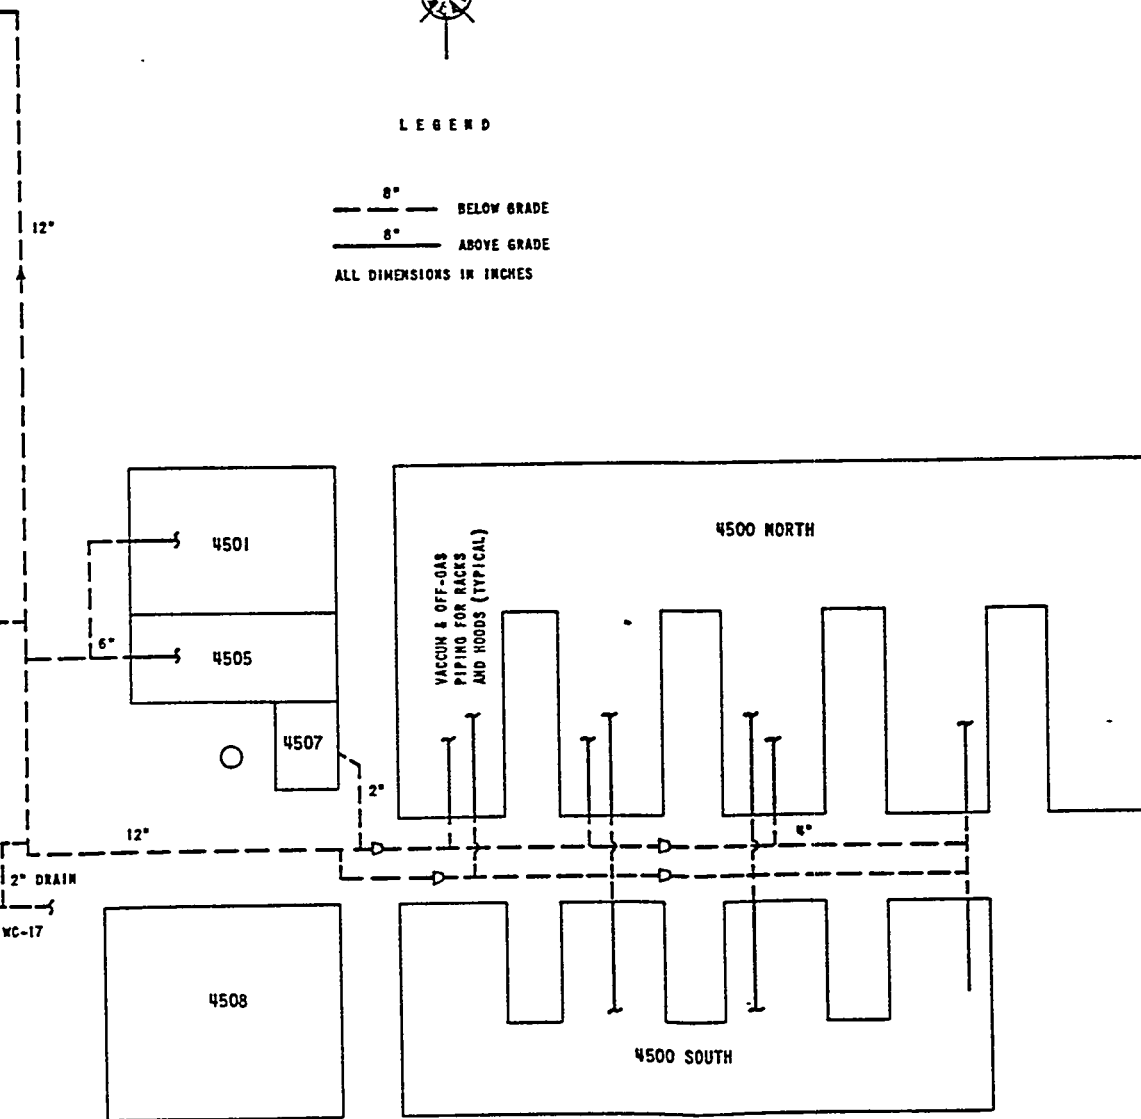 LEGEND
8"
BELOW GRADE
8"
ABOVE GRADE
ALL DIMENSIONS IN INCHES
12"
4500 NORTH
4501
VACCUM & OFF-GAS
PIPING FOR RACKS
AND HOODS (TYPICAL)
6"
4505
4507
2"
12"
4"
2" DRAIN
WC-17
4508
4500 SOUTH